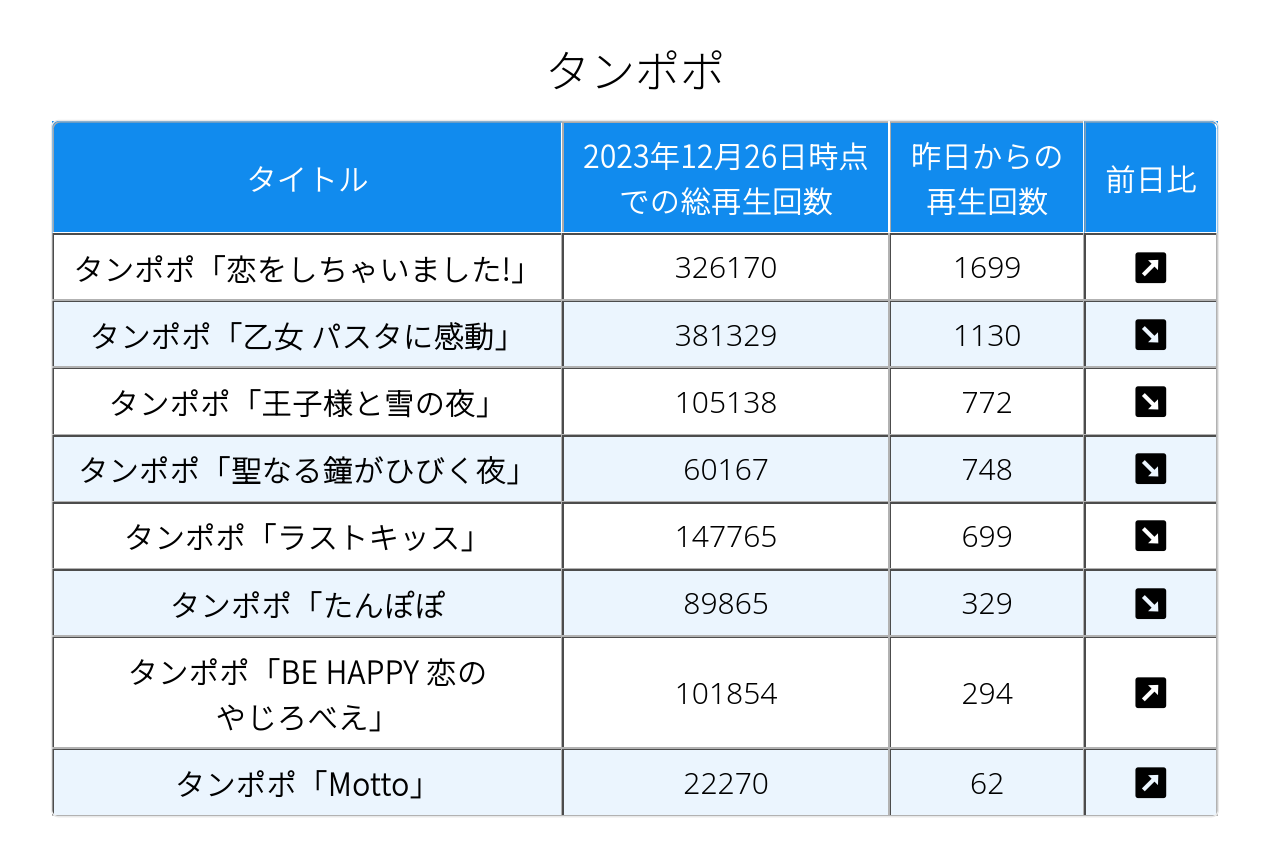 タンポポ
タイトル
2023年12月26日時点
での総再生回数
昨日からの
再生回数
前日比
タンポポ「恋をしちゃいました!」 326170 1699 ↗
タンポポ「乙女 パスタに感動」 381329 1130 ↘
タンポポ「王子様と雪の夜」 105138 772 ↘
タンポポ「聖なる鐘がひびく夜」 60167 748 ↘
タンポポ「ラストキッス」 147765 699 ↘
タンポポ「たんぽぽ 89865 329 ↘
タンポポ「BE HAPPY 恋の
やじろべえ」 101854 294 ↗
タンポポ「Motto」 22270 62 ↗